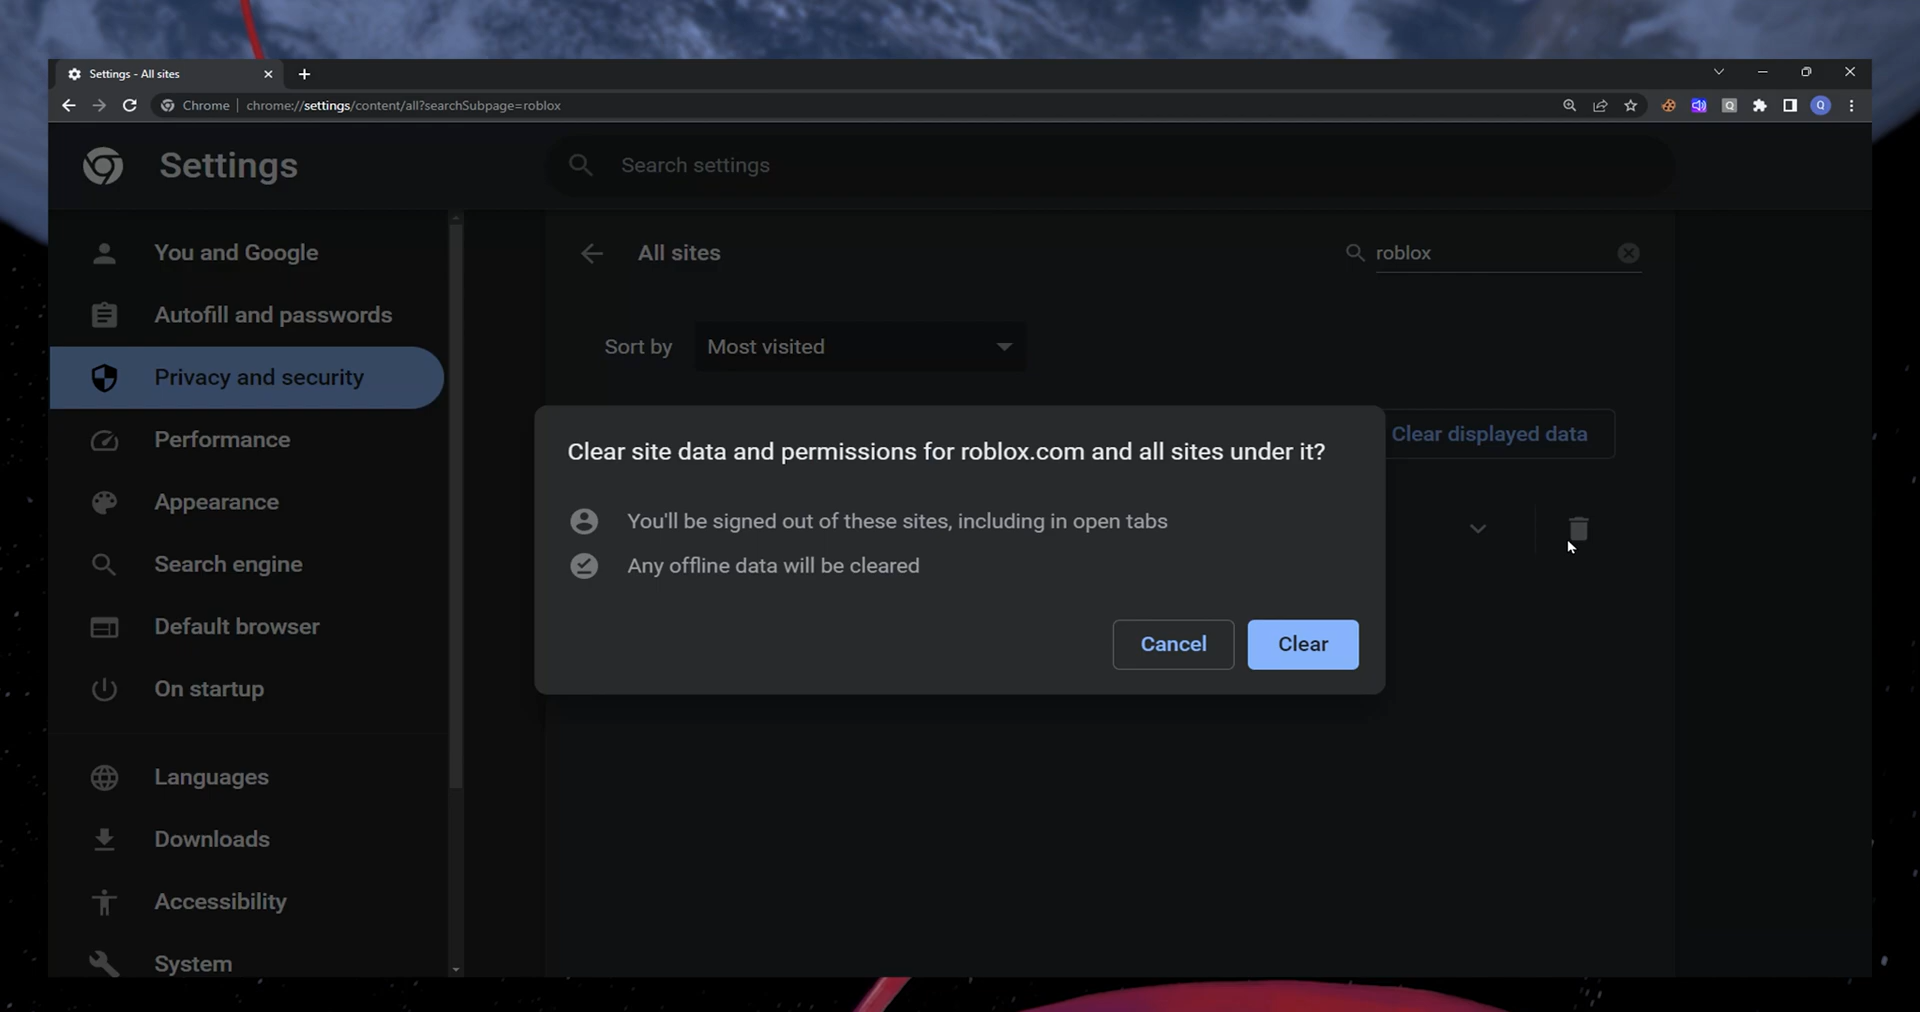 Settings - All sites
Chrome | chrome://settings/content/all?searchSubpage=roblox
Q
Q
Settings
Search settings
You and Google
Autofill and passwords
Privacy and security
Performance
Appearance
Search engine
Default browser
On startup
Languages
Downloads
Accessibility
System
All sites
roblox
Sort by
Most visited
Clear displayed data
Clear site data and permissions for roblox.com and all sites under it?
You'll be signed out of these sites, including in open tabs
Any offline data will be cleared
Cancel
Clear